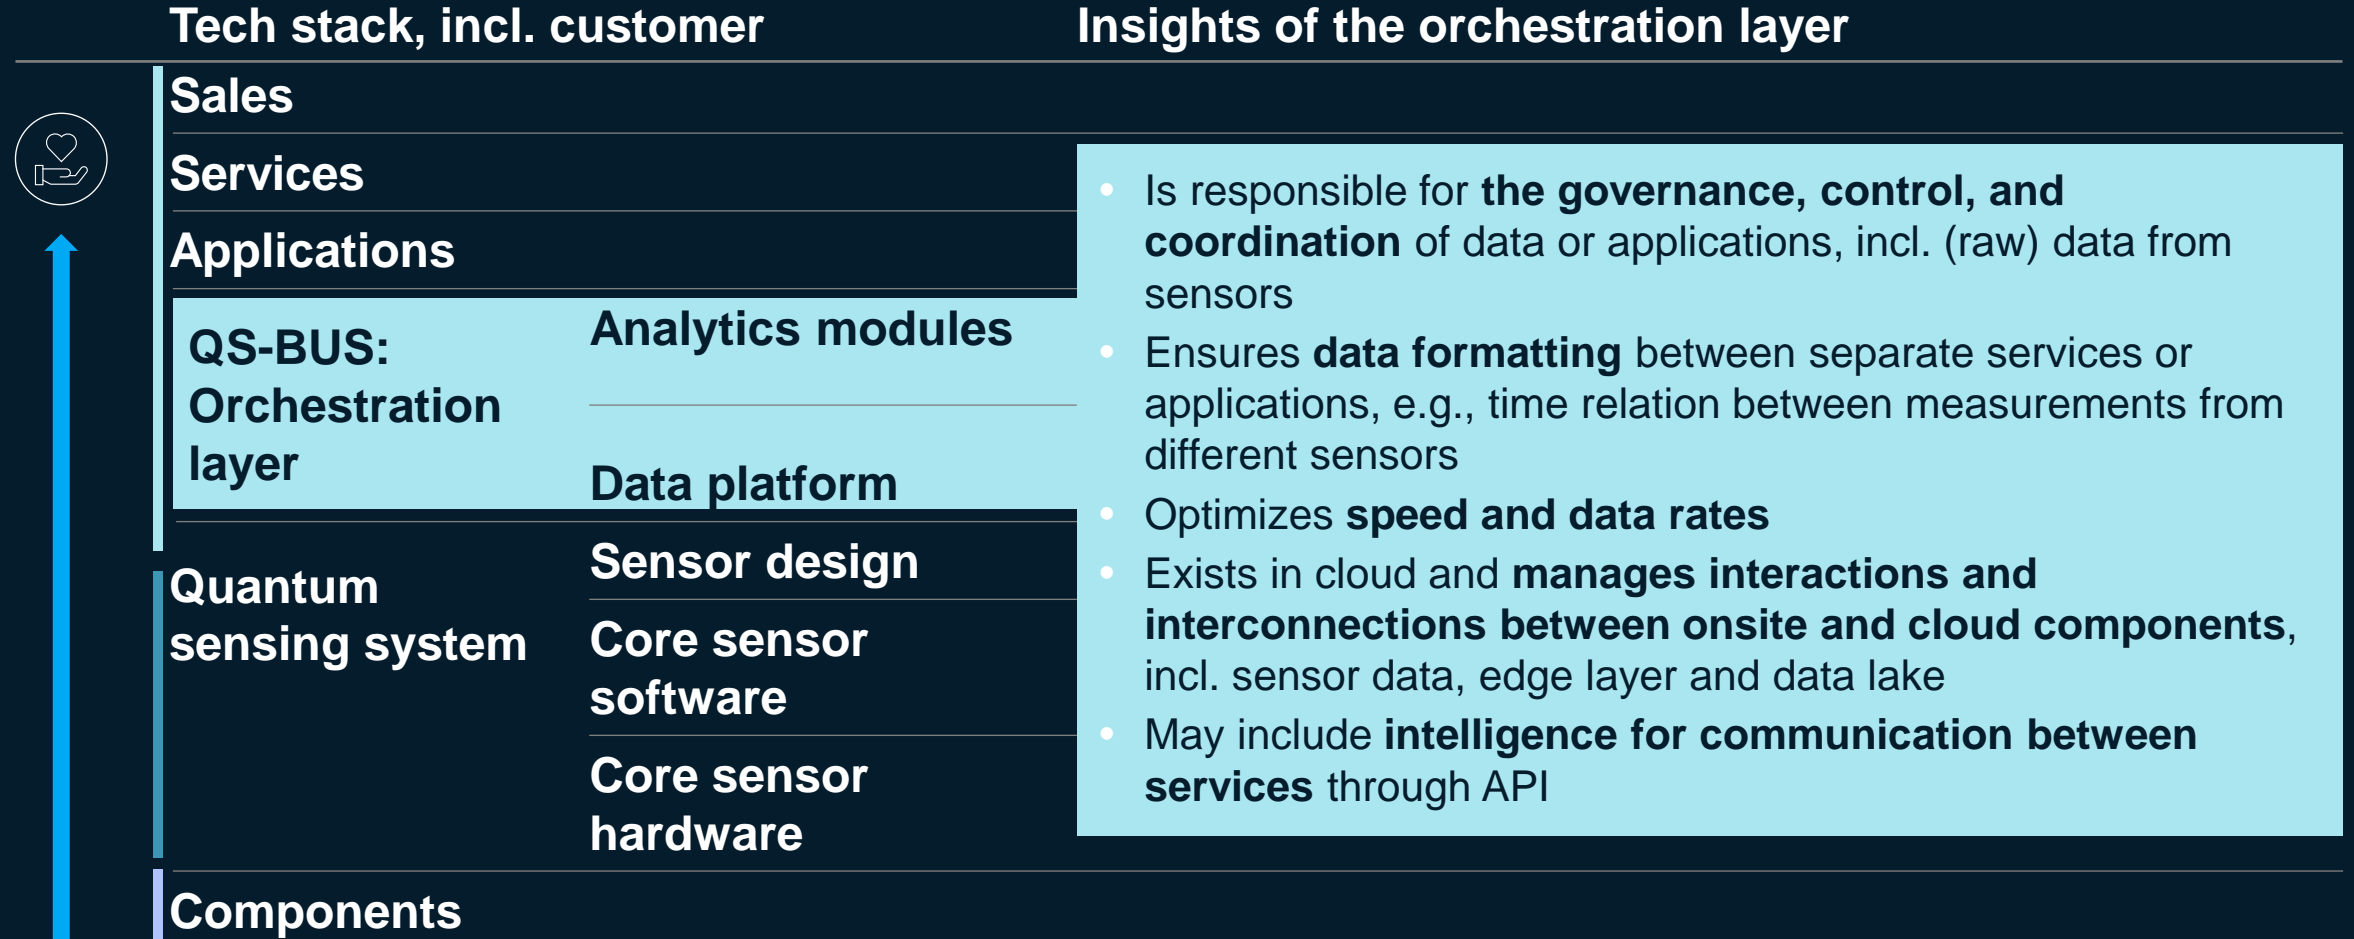 Tech stack, incl. customer
Insights of the orchestration layer
Sales
Services
Applications
QS-BUS:
Orchestration
layer
Analytics modules
Data platform
Quantum
sensing system
Sensor design
Core sensor
software
Core sensor
hardware
Components
• Is responsible for the governance, control, and
coordination of data or applications, incl. (raw) data from
sensors
• Ensures data formatting between separate services or
applications, e.g., time relation between measurements from
different sensors
• Optimizes speed and data rates
• Exists in cloud and manages interactions and
interconnections between onsite and cloud components,
incl. sensor data, edge layer and data lake
• May include intelligence for communication between
services through API